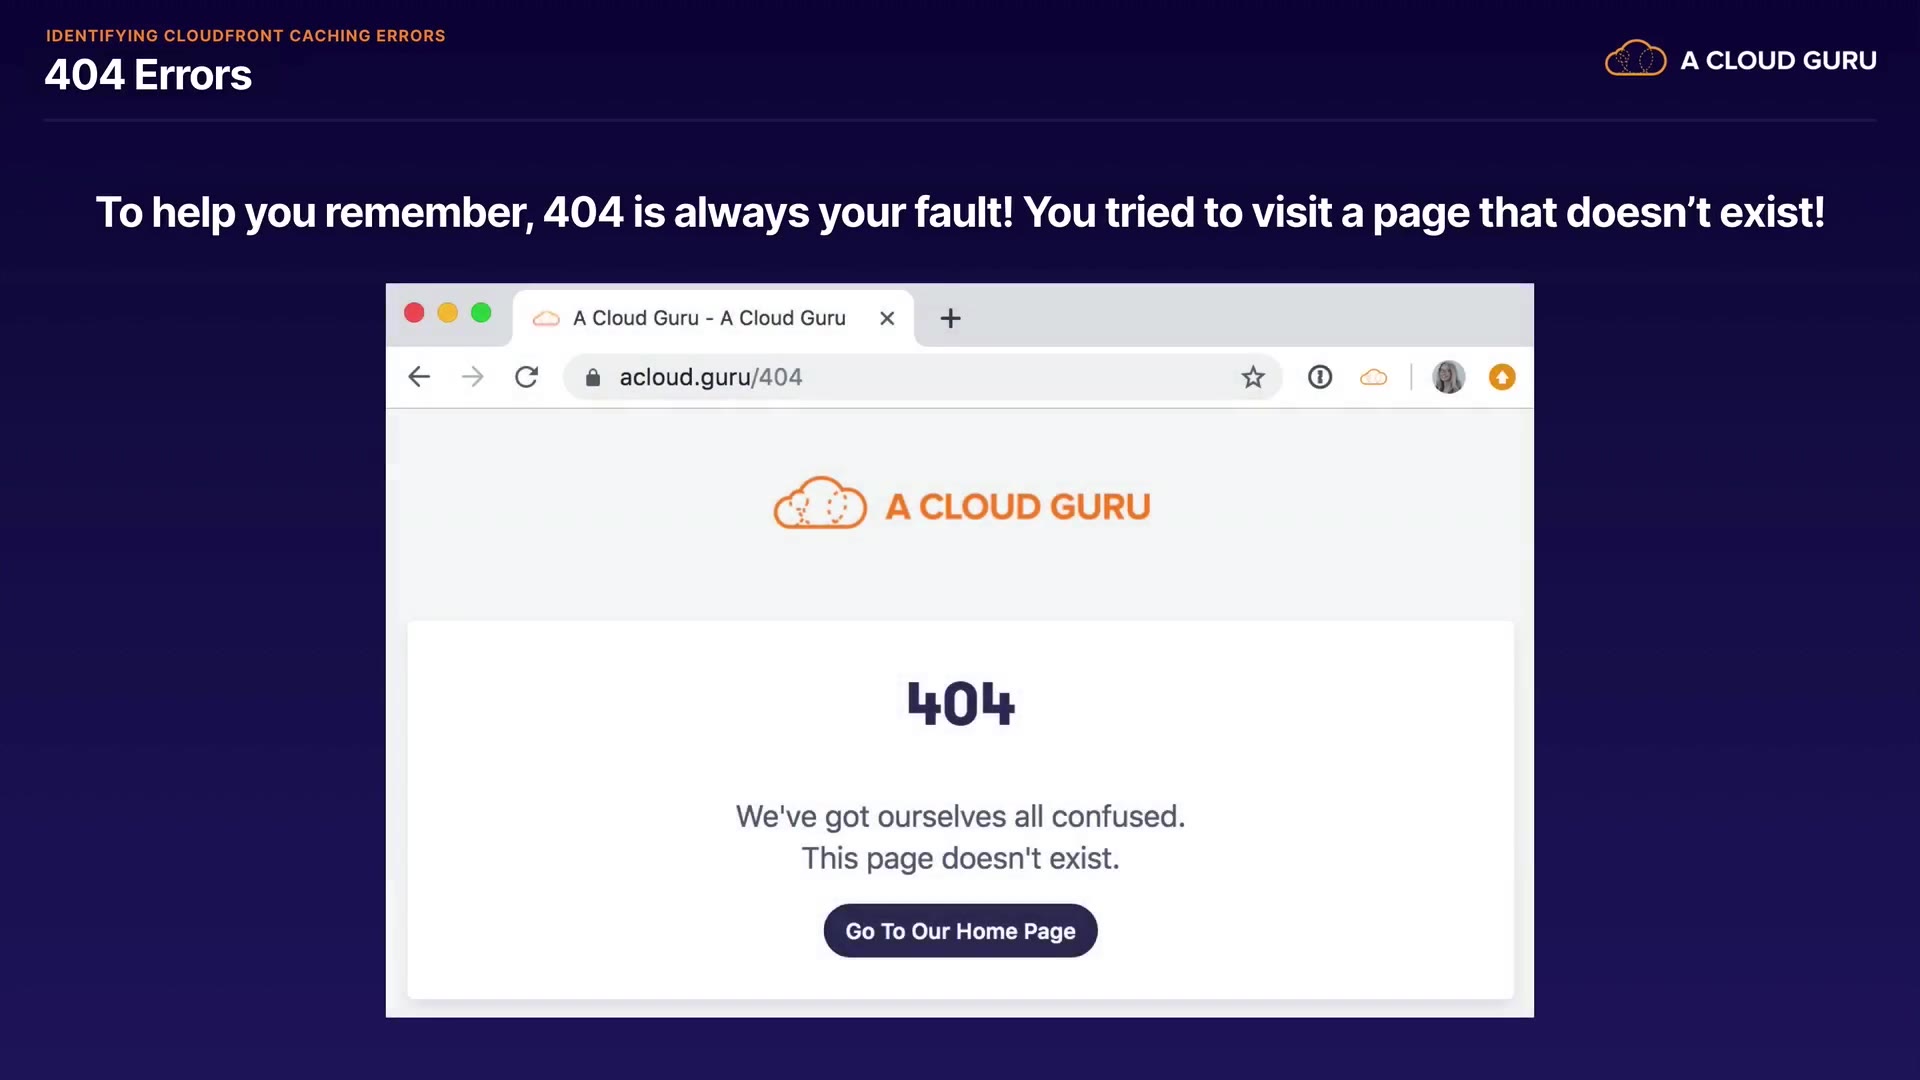 IDENTIFYING CLOUDFRONT CACHING ERRORS
404 Errors
A CLOUD GURU
To help you remember, 404 is always your fault! You tried to visit a page that doesn’t exist!
A Cloud Guru - A Cloud Guru
acloud.guru/404
A CLOUD GURU
404
We've got ourselves all confused.
This page doesn't exist.
Go To Our Home Page